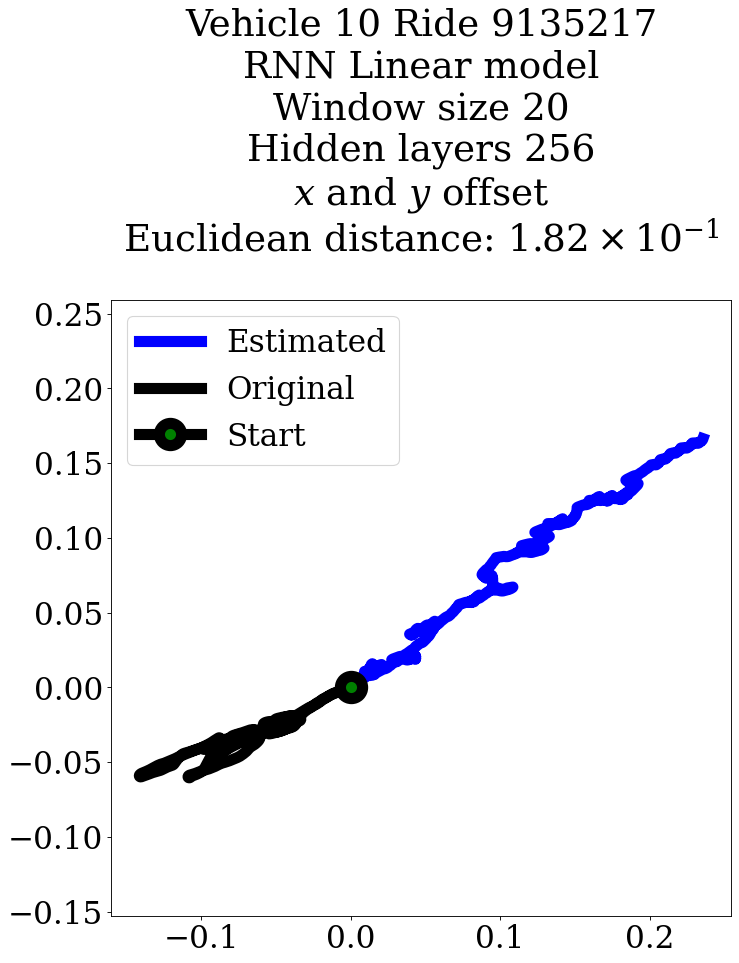 Vehicle 10 Ride 9135217
RNN Linear model
Window size 20
Hidden layers 256
x and y offset
Euclidean distance: 1.82 × 10⁻¹
Estimated
Original
Start
0.25
0.20
0.15
0.10
0.05
0.00
−0.05
−0.10
−0.15
−0.1
0.0
0.1
0.2